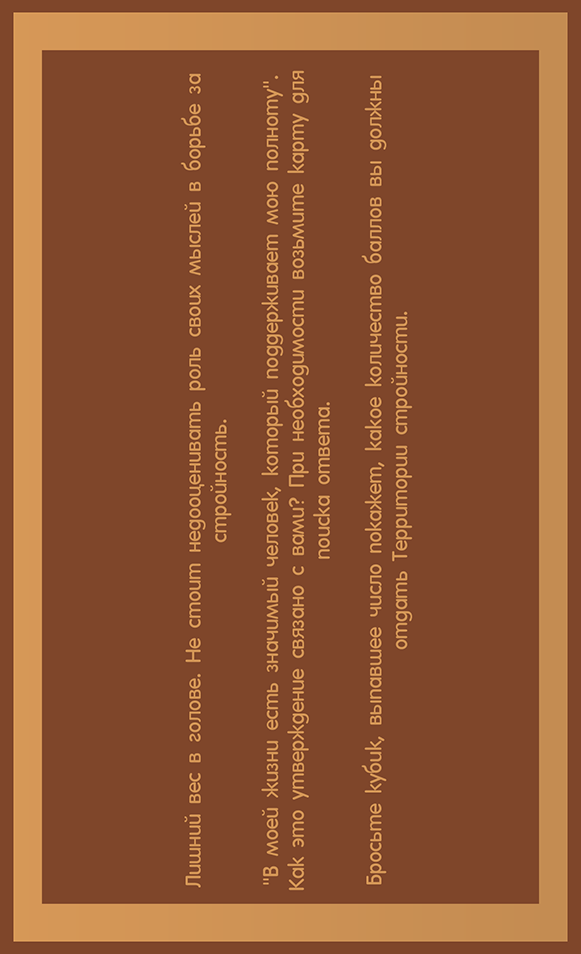 Лишний вес в голове. Не стоит недооценивать роль своих мыслей в борьбе за
стройность.
"В моей жизни есть значимый человек, который поддерживает мою полноту".
Как это утверждение связано с вами? При необходимости возьмите карту для
поиска ответа.
Бросьте кубик, выпавшее число покажет, какое количество баллов вы должны
отдать Территории стройности.